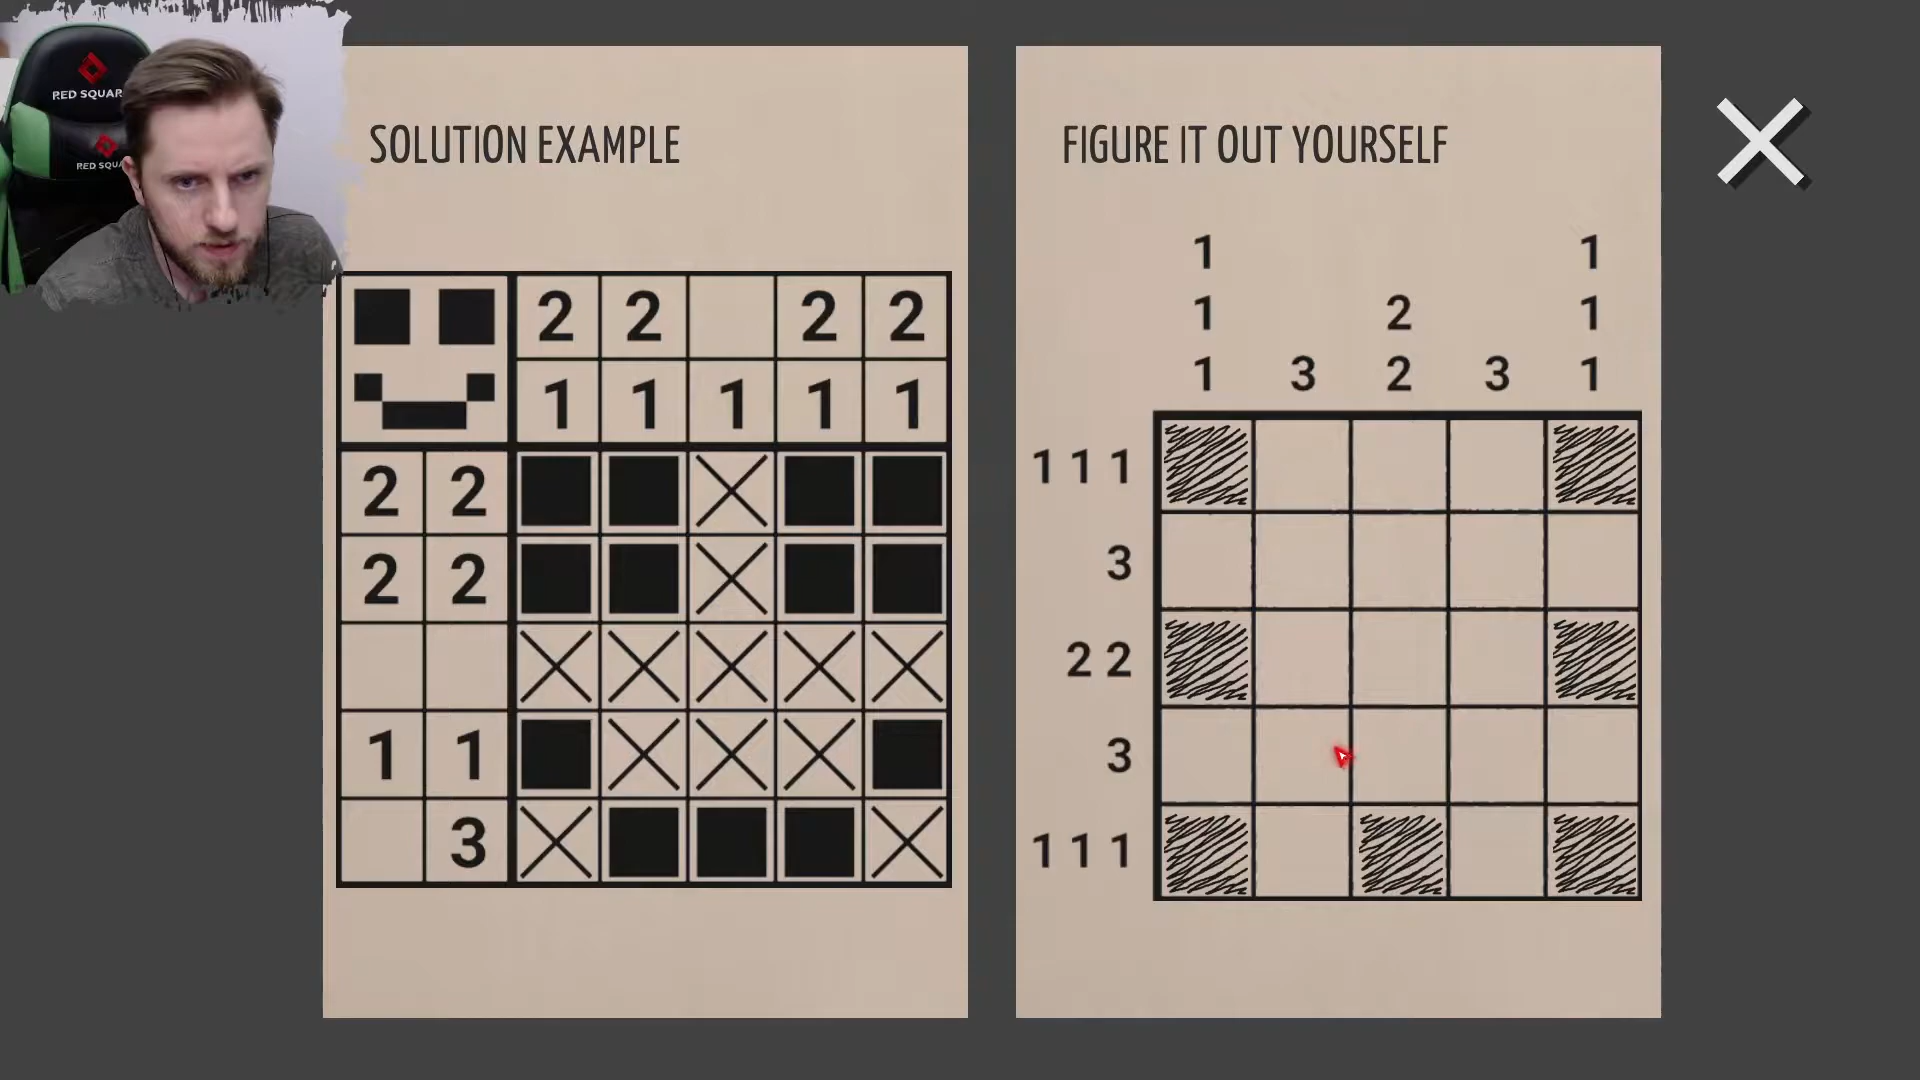 RED SQUAR
RED SQUA
SOLUTION EXAMPLE
2 2 2 2
1 1 1 1 1
2 2
2 2
1 1
3
FIGURE IT OUT YOURSELF
1 1
1 2 1
1 3 2 3 1
1 1 1
3
2 2
3
1 1 1